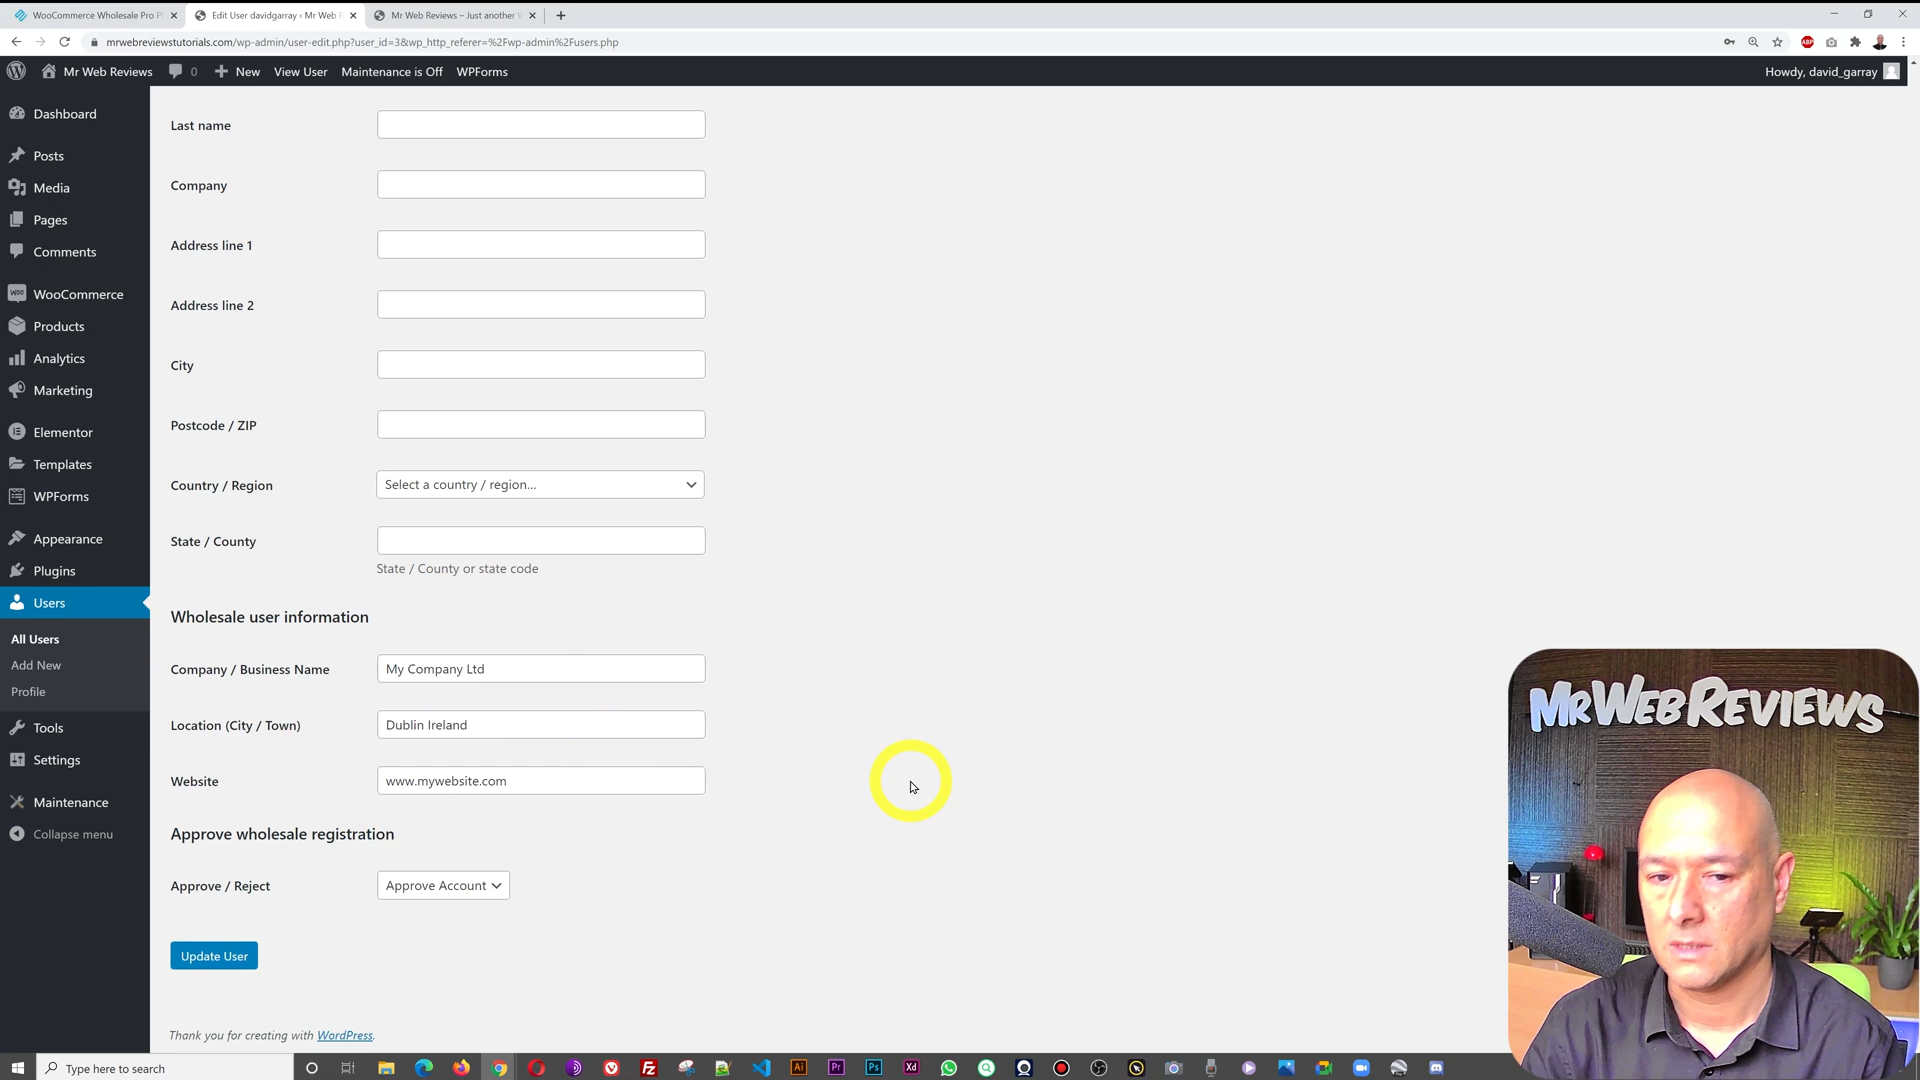 WooCommerce Wholesale Pro P
Edit User davidgarray ‹ Mr Web
Mr Web Reviews – Just another
mrwebreviewstutorials.com/wp-admin/user-edit.php?user_id=3&wp_http_referer=%2Fwp-admin%2Fusers.php
ABP
Mr Web Reviews
0
New
View User
Maintenance is Off
WPForms
Howdy, david_garray
Dashboard
Posts
Media
Pages
Comments
WooCommerce
Products
Analytics
Marketing
Elementor
Templates
WPForms
Appearance
Plugins
Users
All Users
Add New
Profile
Tools
Settings
Maintenance
Collapse menu
Last name
Company
Address line 1
Address line 2
City
Postcode / ZIP
Country / Region
Select a country / region...
State / County
State / County or state code
Wholesale user information
Company / Business Name
My Company Ltd
Location (City / Town)
Dublin Ireland
Website
www.mywebsite.com
Approve wholesale registration
Approve / Reject
Approve Account
Update User
Thank you for creating with WordPress.
MRWEBREVIEWS
Type here to search
Ai
Pr
Ps
Xd